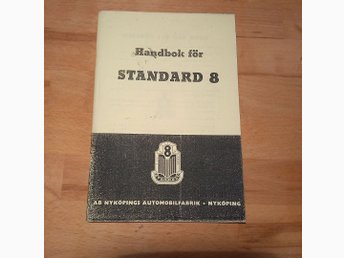 Handbok för
STANDARD 8
8
AB NYKÖPINGS AUTOMOBILFABRIK • NYKÖPING